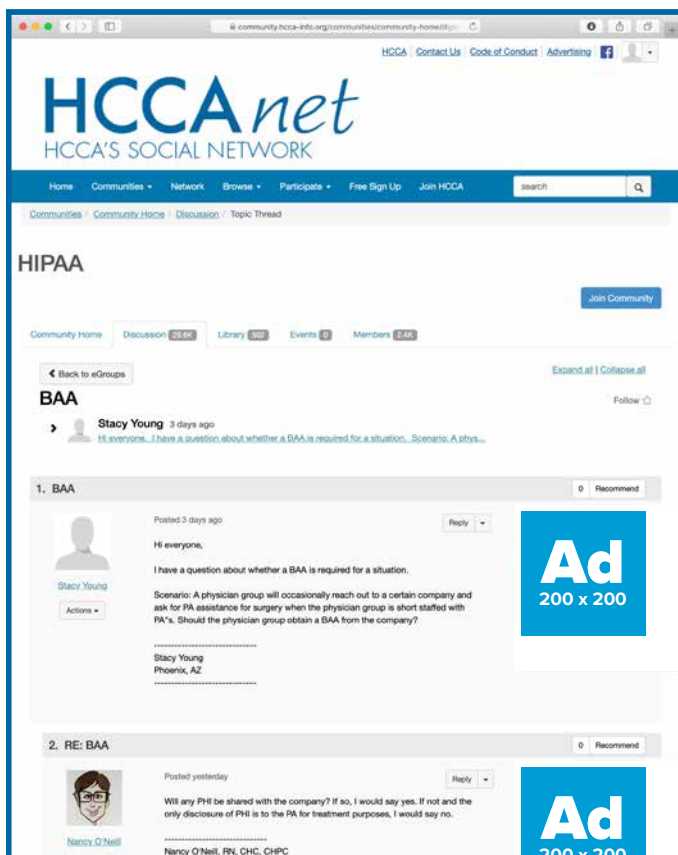 community.hcca-info.org/communities/community-home/dig
HCCA Contact Us Code of Conduct Advertising
HCCAnet
HCCA'S SOCIAL NETWORK
Home Communities Network Browse Participate Free Sign Up Join HCCA search
Communities / Community Home / Discussion / Topic Thread
HIPAA
Join Community
Community Home Discussion 28.6K Library 502 Events 0 Members 2.4K
Back to eGroups Expand all | Collapse all
BAA Follow
Stacy Young 3 days ago
Hi everyone, I have a question about whether a BAA is required for a situation. Scenario: A phys...
1. BAA 0 Recommend
Posted 3 days ago Reply
Hi everyone,
I have a question about whether a BAA is required for a situation.
Stacy Young
Actions
Scenario: A physician group will occasionally reach out to a certain company and
ask for PA assistance for surgery when the physician group is short staffed with
PA"s. Should the physician group obtain a BAA from the company?
------------------------------
Stacy Young
Phoenix, AZ
------------------------------
Ad
200 x 200
2. RE: BAA 0 Recommend
Posted yesterday Reply
Will any PHI be shared with the company? If so, I would say yes. If not and the
only disclosure of PHI is to the PA for treatment purposes, I would say no.
------------------------------
Nancy O'Neill
Nancy O'Neill, RN, CHC, CHPC
Ad
200 x 200